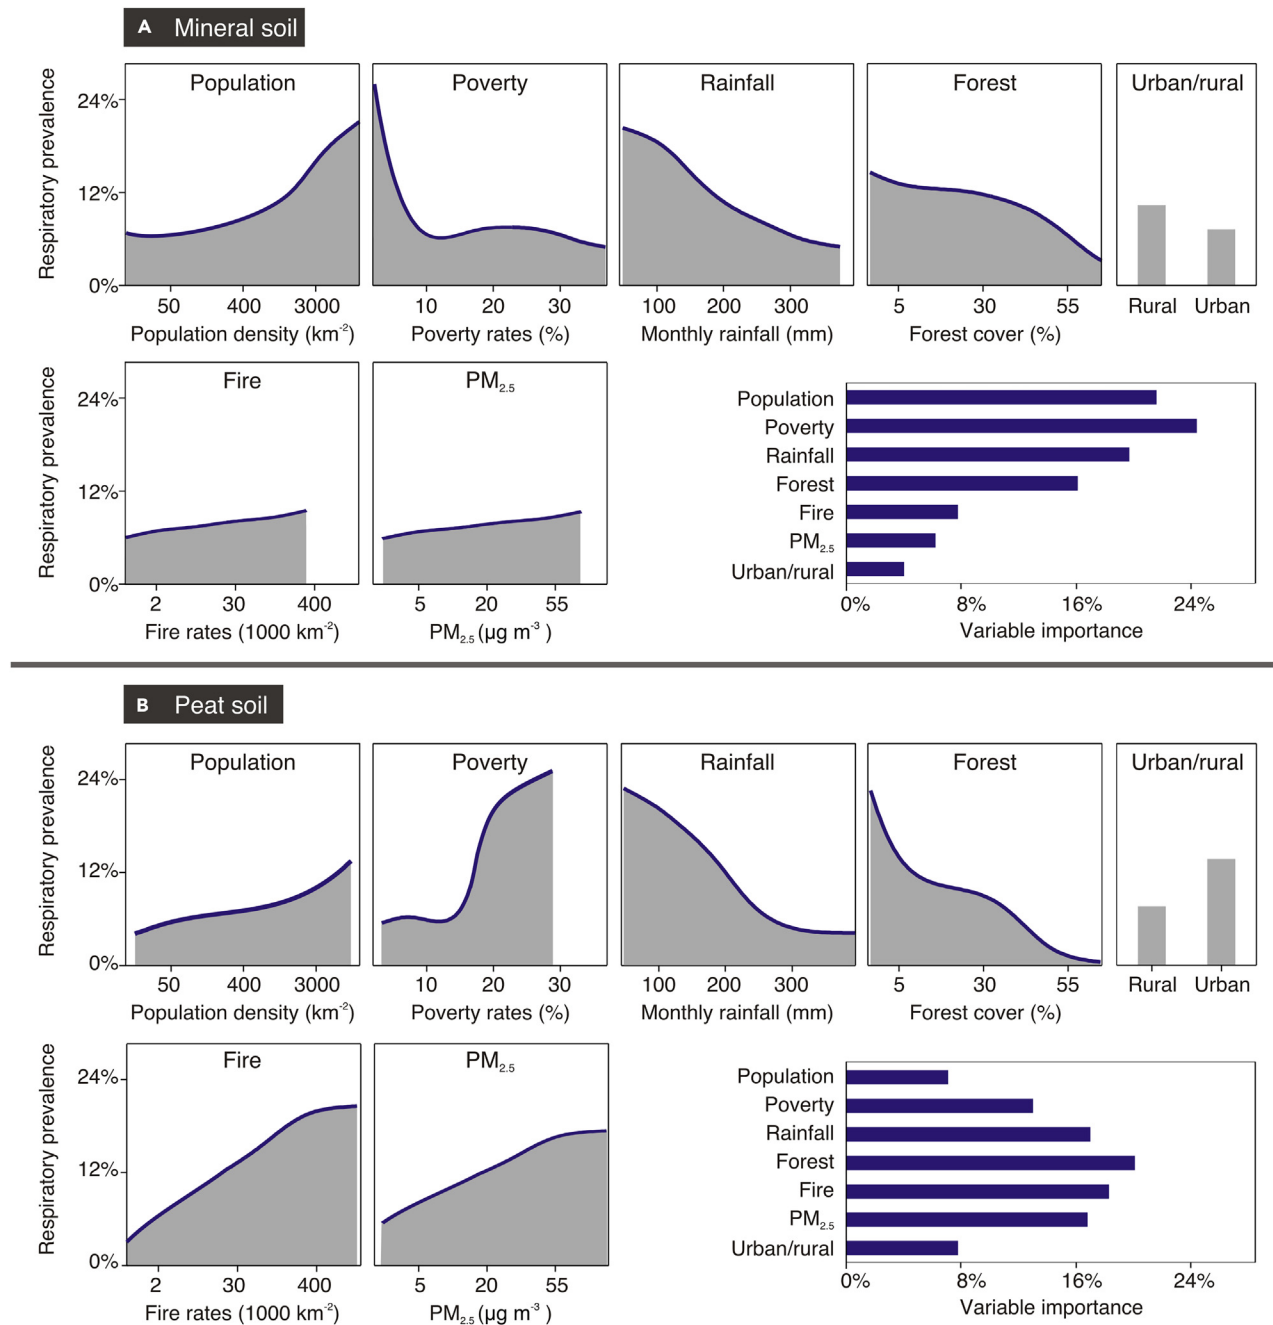 A Mineral soil
Population
Poverty
Rainfall
Forest
Urban/rural
Respiratory prevalence
24%
12%
0%
50 400 3000
10 20 30
100 200 300
5 30 55
Rural Urban
Population density (km⁻²)
Poverty rates (%)
Monthly rainfall (mm)
Forest cover (%)
Fire
PM₂.₅
Respiratory prevalence
24%
12%
0%
2 30 400
5 20 55
Fire rates (1000 km⁻²)
PM₂.₅ (µg m⁻³ )
Population
Poverty
Rainfall
Forest
Fire
PM₂.₅
Urban/rural
0% 8% 16% 24%
Variable importance
B Peat soil
Population
Poverty
Rainfall
Forest
Urban/rural
Respiratory prevalence
24%
12%
0%
50 400 3000
10 20 30
100 200 300
5 30 55
Rural Urban
Population density (km⁻²)
Poverty rates (%)
Monthly rainfall (mm)
Forest cover (%)
Fire
PM₂.₅
Respiratory prevalence
24%
12%
0%
2 30 400
5 20 55
Fire rates (1000 km⁻²)
PM₂.₅ (µg m⁻³ )
Population
Poverty
Rainfall
Forest
Fire
PM₂.₅
Urban/rural
0% 8% 16% 24%
Variable importance